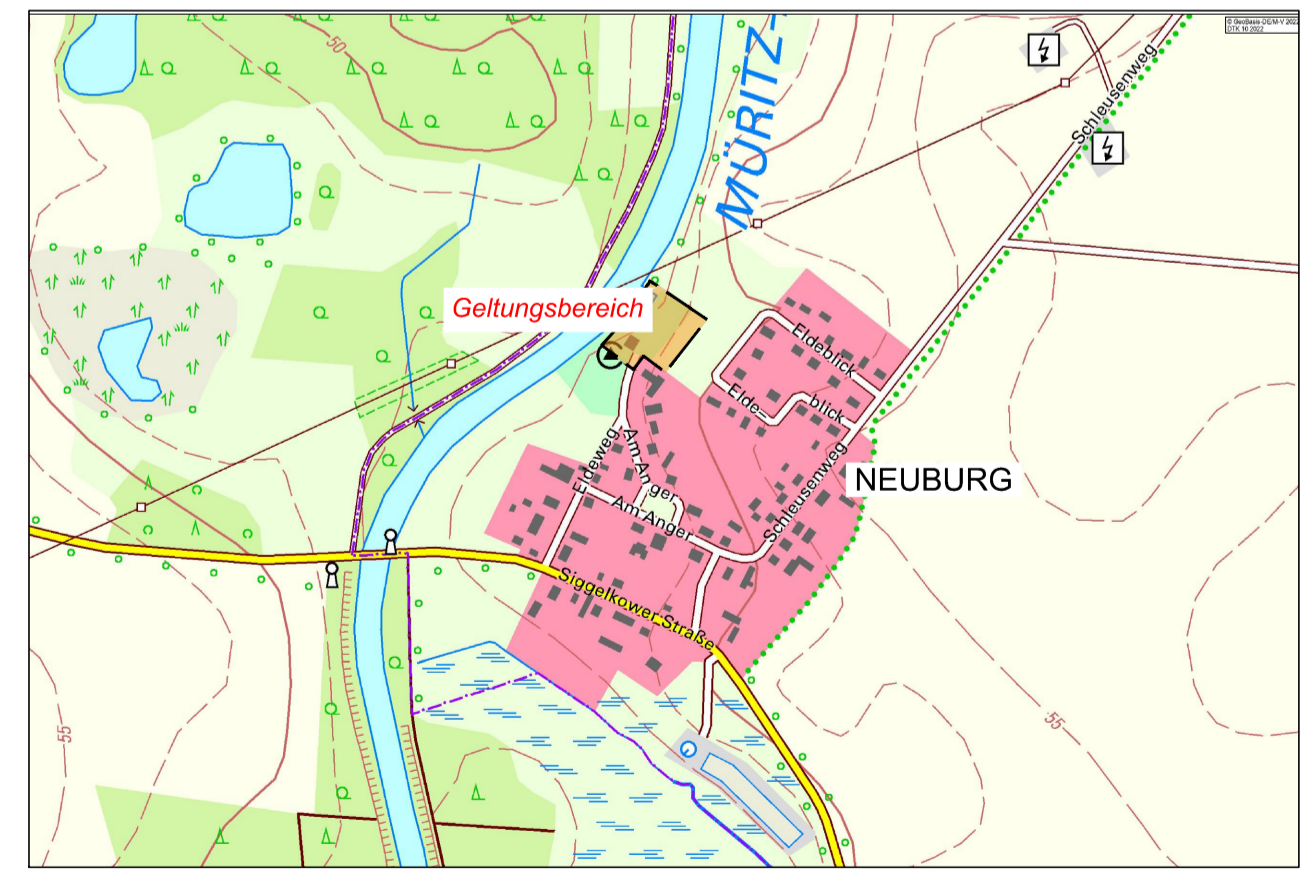 © GeoBasis-DE/M-V 2022
DTK 10 2022
50
MÜRITZ-
Schleusenweg
Geltungsbereich
Eldeblick
Elde-
blick
Eldeweg
Am Anger
Am Anger
Schleusenweg
NEUBURG
Siggelkower Straße
55
55